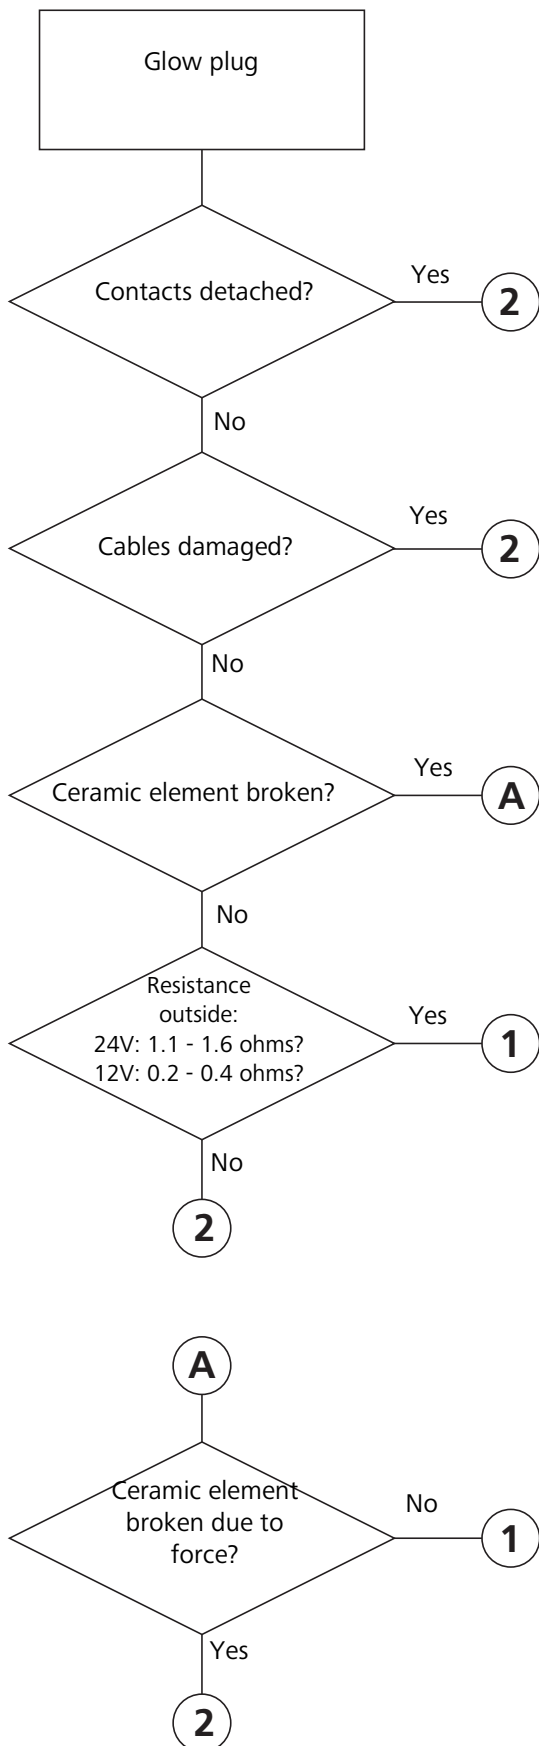 Glow plug
Contacts detached?
Yes
2
No
Cables damaged?
Yes
2
No
Ceramic element broken?
Yes
A
No
Resistance
outside:
24V: 1.1 - 1.6 ohms?
12V: 0.2 - 0.4 ohms?
Yes
1
No
2
A
Ceramic element
broken due to
force?
No
1
Yes
2